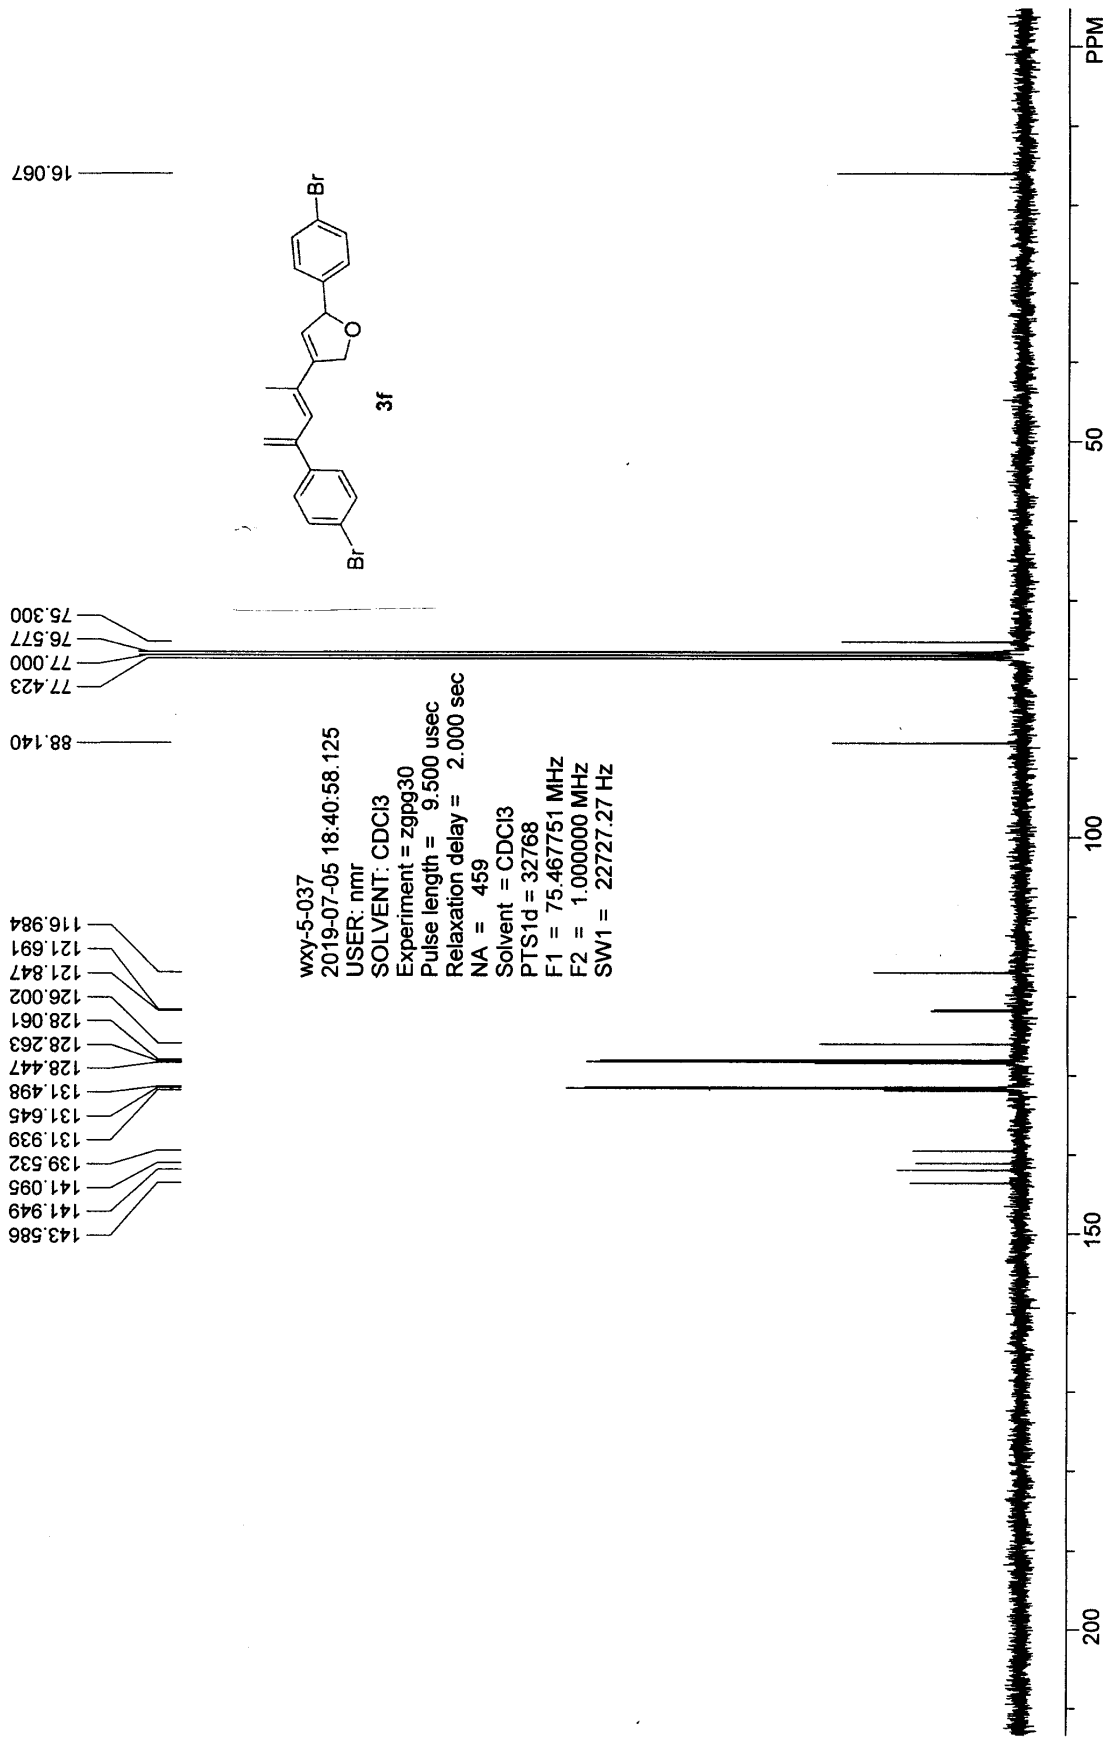 143.586
141.949
141.095
139.532
131.939
131.645
131.498
128.447
128.263
128.061
126.002
121.847
121.691
116.984
88.140
77.423
77.000
76.577
75.300
16.067
Br
Br
O
3f
wxy-5-037
2019-07-05 18:40:58.125
USER: nmr
SOLVENT: CDCl3
Experiment = zgpg30
Pulse length = 9.500 usec
Relaxation delay = 2.000 sec
NA = 459
Solvent = CDCl3
PTS1d = 32768
F1 = 75.467751 MHz
F2 = 1.000000 MHz
SW1 = 22727.27 Hz
200
150
100
50
PPM